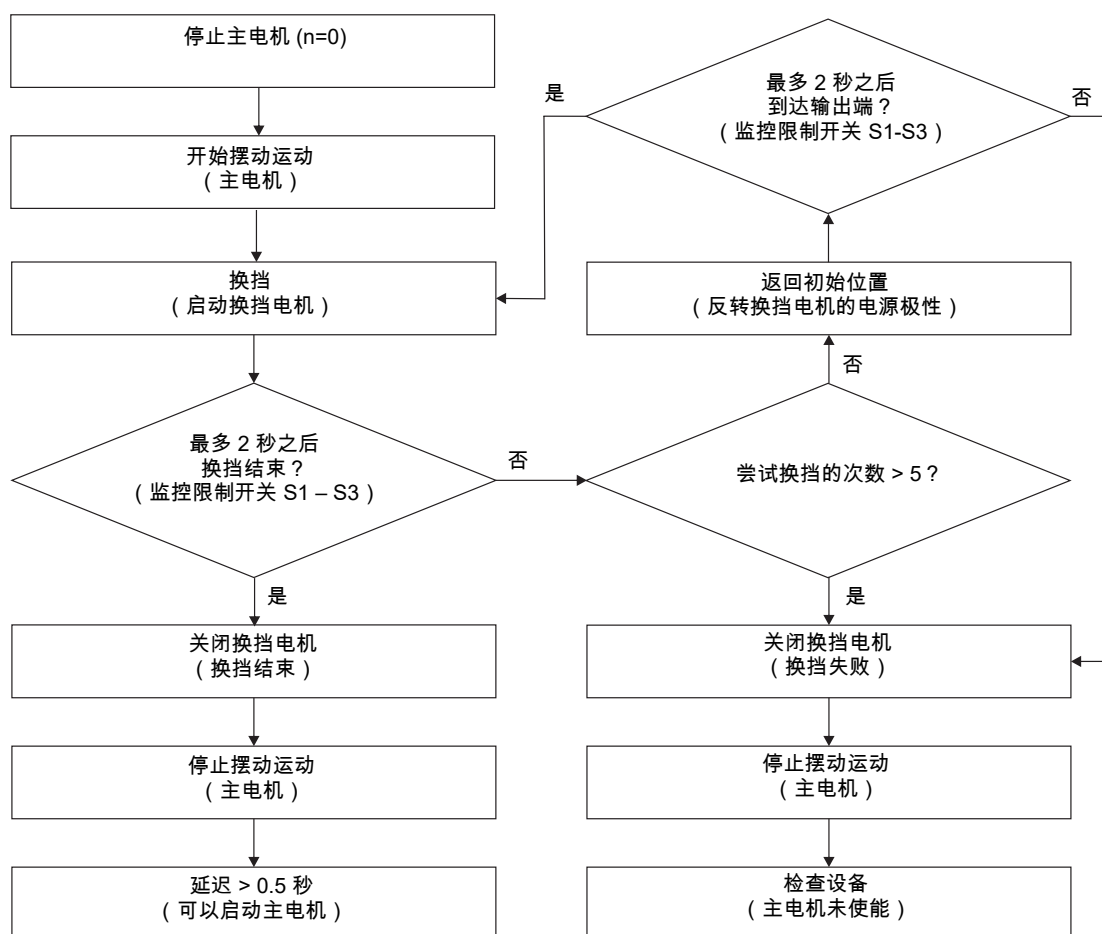 停止主电机 (n=0)
开始摆动运动
（主电机）
换挡
（启动换挡电机）
最多 2 秒之后
换挡结束？
（监控限制开关 S1 – S3）
否
是
关闭换挡电机
（换挡结束）
停止摆动运动
（主电机）
延迟 > 0.5 秒
（可以启动主电机）
是
最多 2 秒之后
到达输出端？
（监控限制开关 S1-S3）
否
返回初始位置
（反转换挡电机的电源极性）
否
尝试换挡的次数 > 5？
是
关闭换挡电机
（换挡失败）
停止摆动运动
（主电机）
检查设备
（主电机未使能）